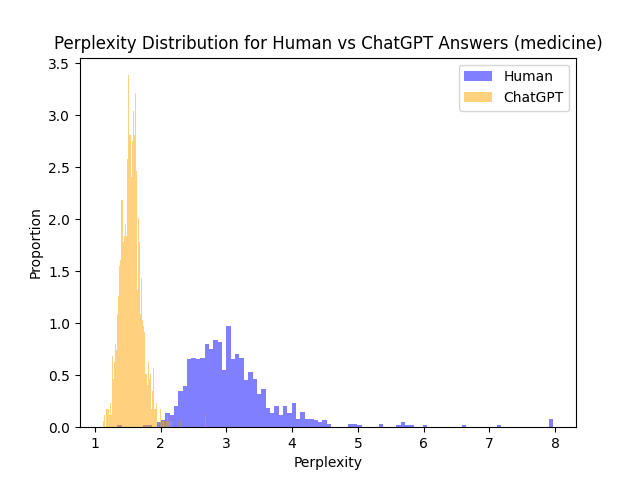 Perplexity Distribution for Human vs ChatGPT Answers (medicine)
Human
ChatGPT
3.5
3.0
2.5
2.0
1.5
1.0
0.5
0.0
Proportion
1 2 3 4 5 6 7 8
Perplexity